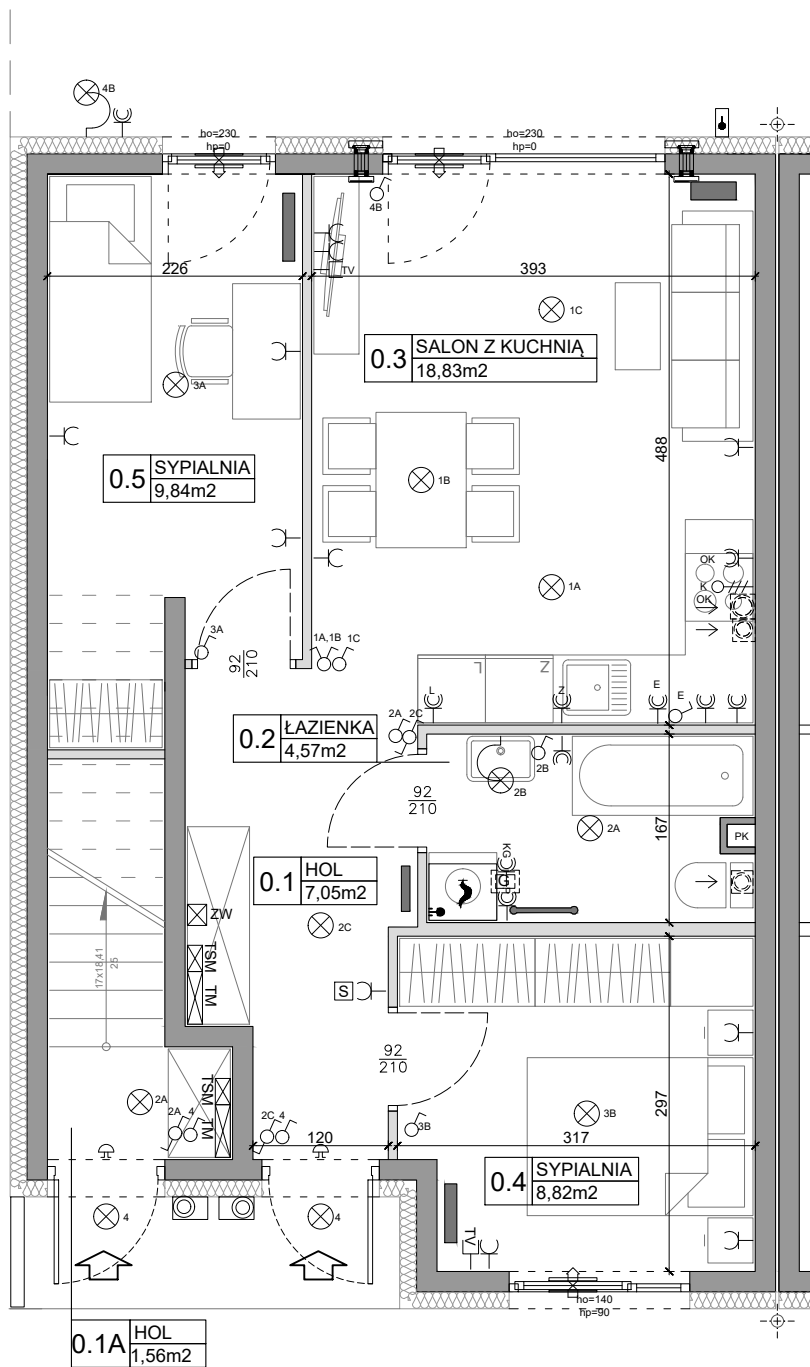 4B
ho=230
hp=0
ho=230
hp=0
4B
TV
226
393
1C
0.3 SALON Z KUCHNIĄ
18,83m2
3A
488
0.5 SYPIALNIA
9,84m2
1B
OK
K
OK
1A
3A
1A,1B 1C
92
210
L
Z
L
Z
E
E
0.2 ŁAZIENKA
4,57m2
2A 2C
2B
2B
92
210
2A
167
PK
KG
G
P
0.1 HOL
7,05m2
ZW
2C
TSM TM
17x18,41
25
S
92
210
297
2A
TSM TM
2A 4
2C 4
120
3B
317
3B
0.4 SYPIALNIA
8,82m2
4
4
TV
ho=140
hp=90
0.1A HOL
1,56m2